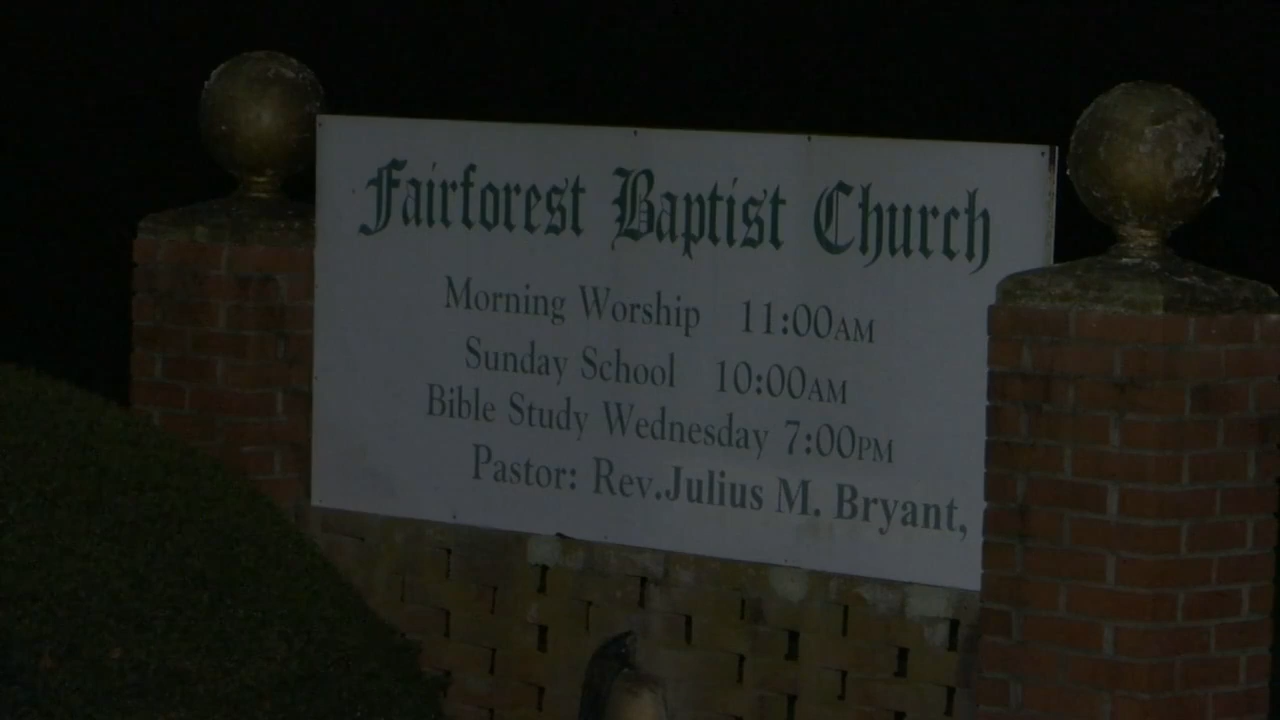 Fairforest Baptist Church
Morning Worship 11:00AM
Sunday School 10:00AM
Bible Study Wednesday 7:00PM
Pastor: Rev.Julius M. Bryant,